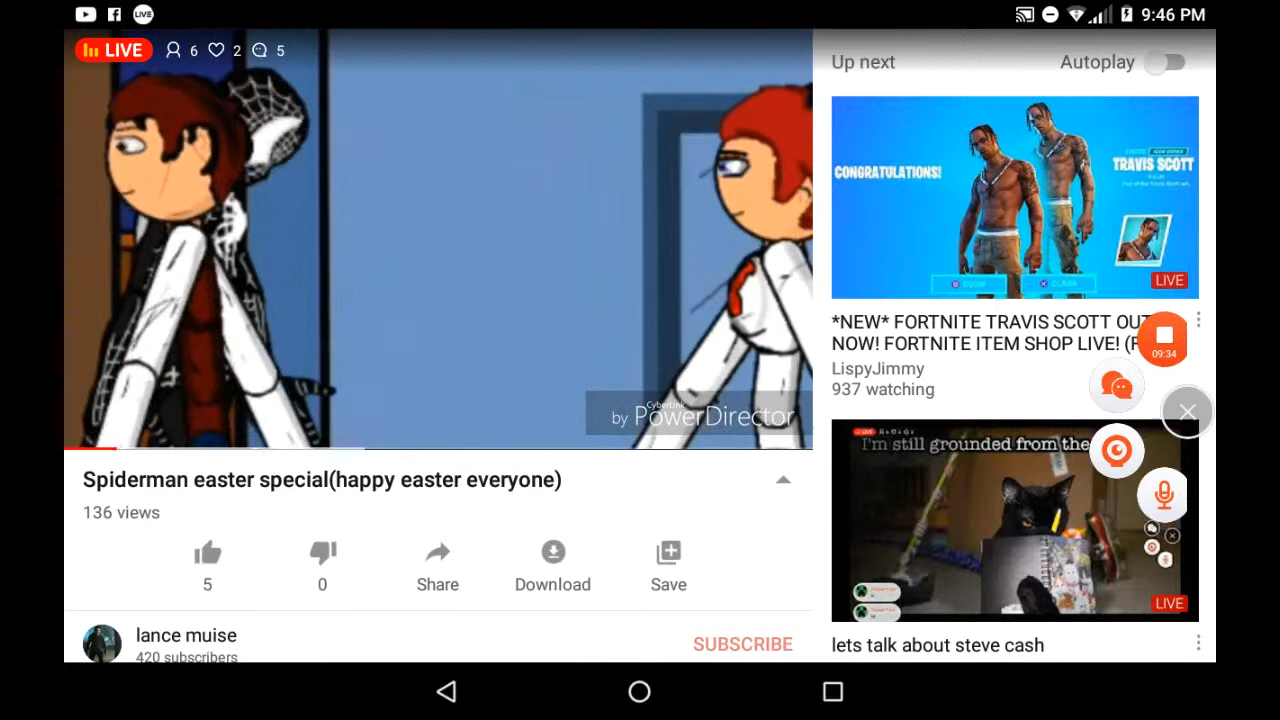 LIVE
9:46 PM
LIVE 6 2 5
Up next
Autoplay
CONGRATULATIONS!
TRAVIS SCOTT
LIVE
by CyberLink PowerDirector
*NEW* FORTNITE TRAVIS SCOTT OU
NOW! FORTNITE ITEM SHOP LIVE!
LispyJimmy
937 watching
09:34
I'm still grounded from the
LIVE
Spiderman easter special(happy easter everyone)
136 views
5
0
Share
Download
Save
lance muise
SUBSCRIBE
420 subscribers
lets talk about steve cash